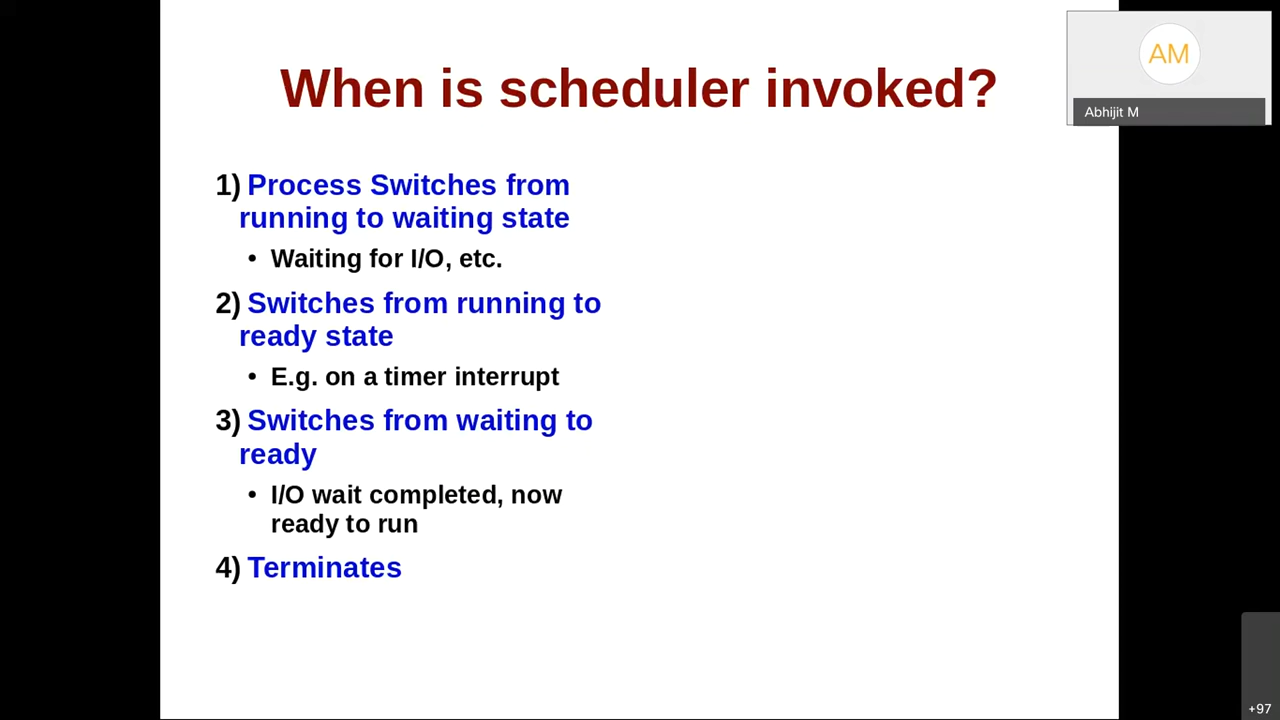 When is scheduler invoked?
AM
Abhijit M
1) Process Switches from
running to waiting state
• Waiting for I/O, etc.
2) Switches from running to
ready state
• E.g. on a timer interrupt
3) Switches from waiting to
ready
• I/O wait completed, now
ready to run
4) Terminates
+97